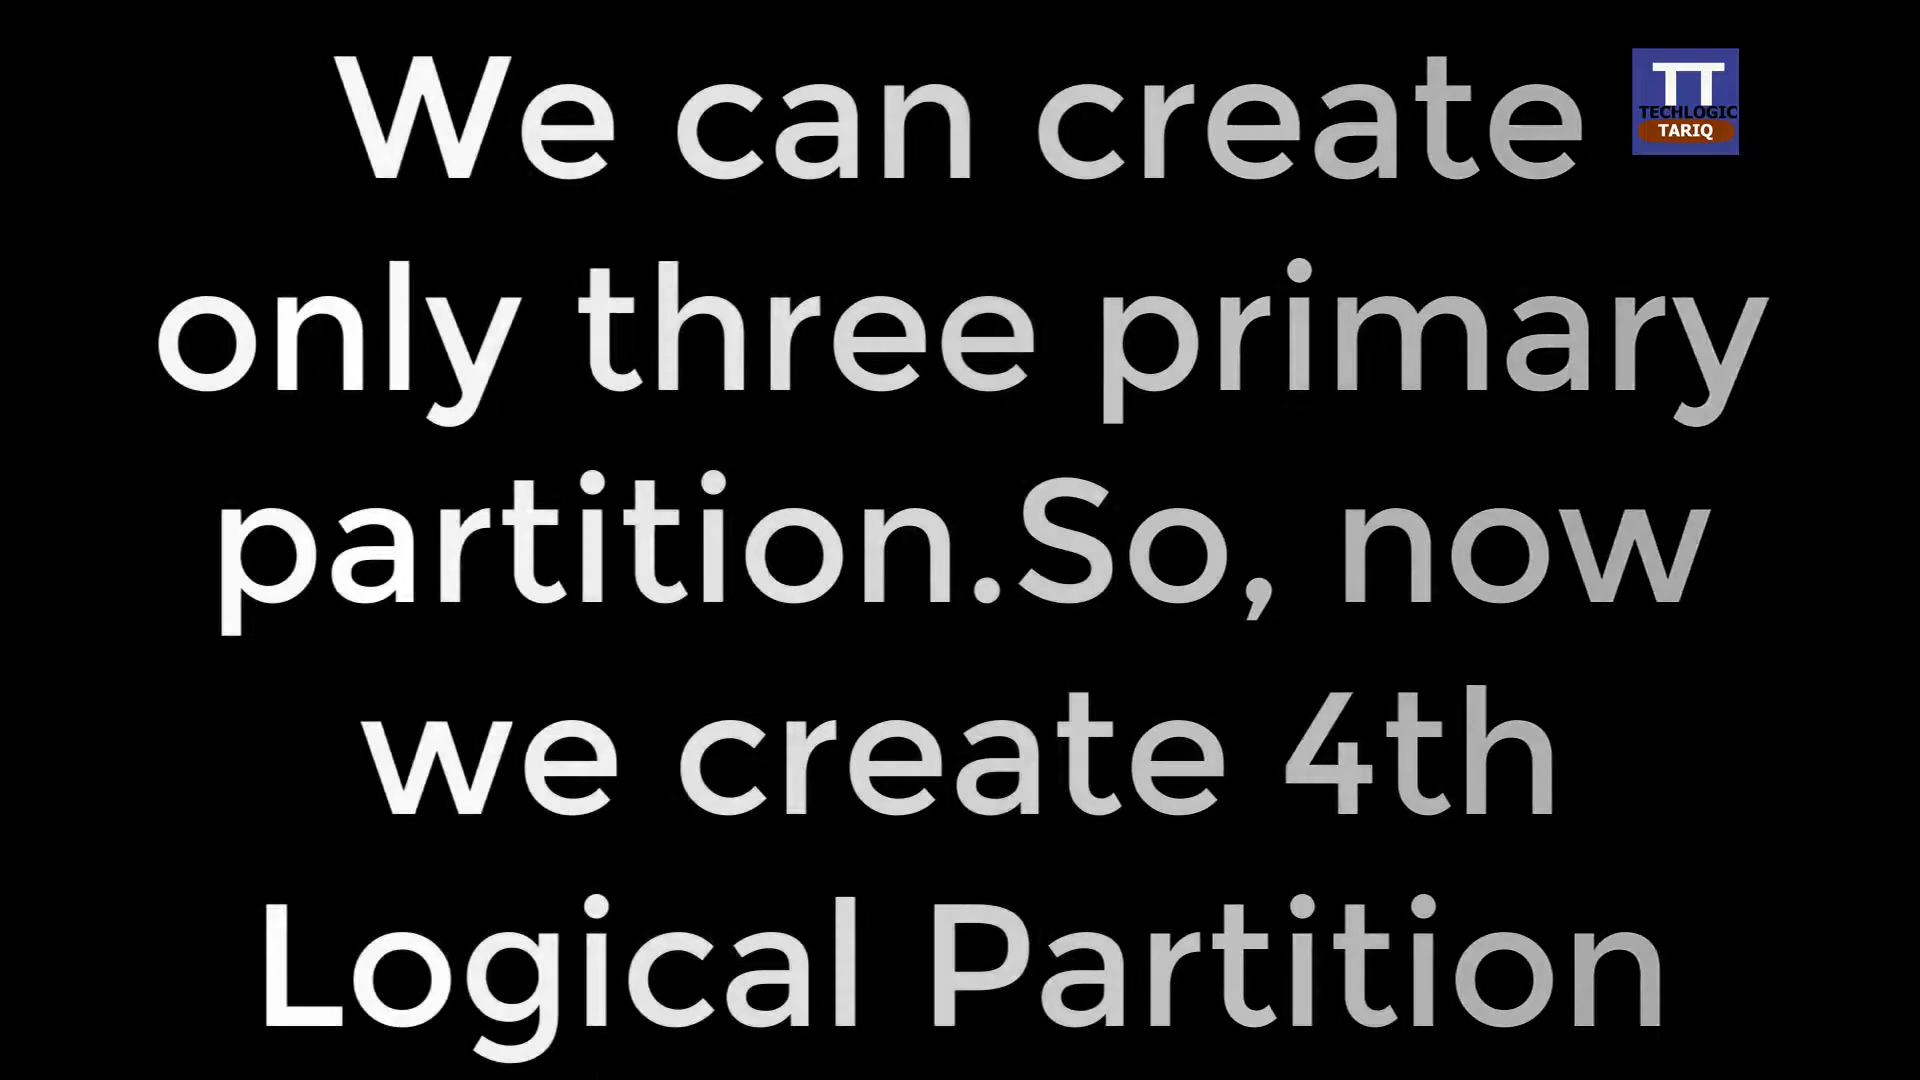 We can create
only three primary
partition.So, now
we create 4th
Logical Partition
TT
TECHLOGIC
TARIQ